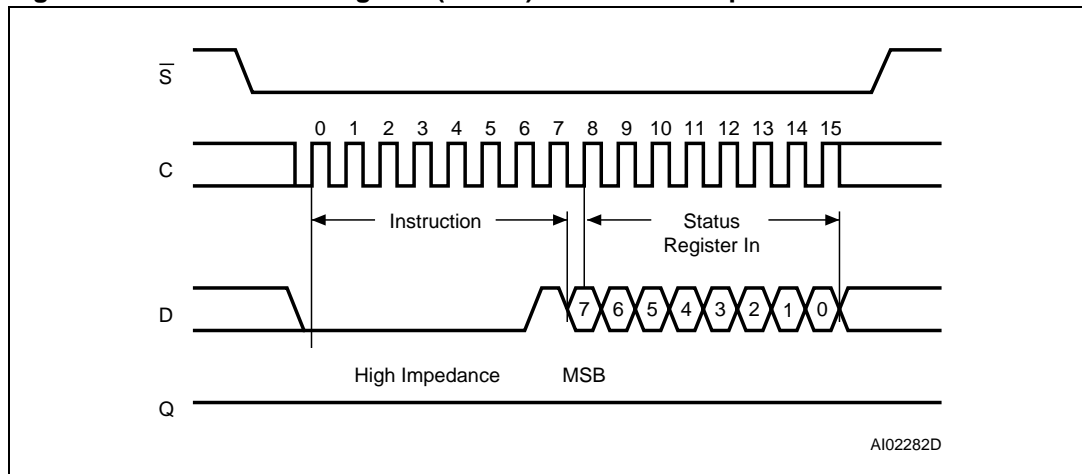 S
0 1 2 3 4 5 6 7 8 9 10 11 12 13 14 15
C
Instruction
Status
Register In
D
7 6 5 4 3 2 1 0
High Impedance MSB
Q
AI02282D